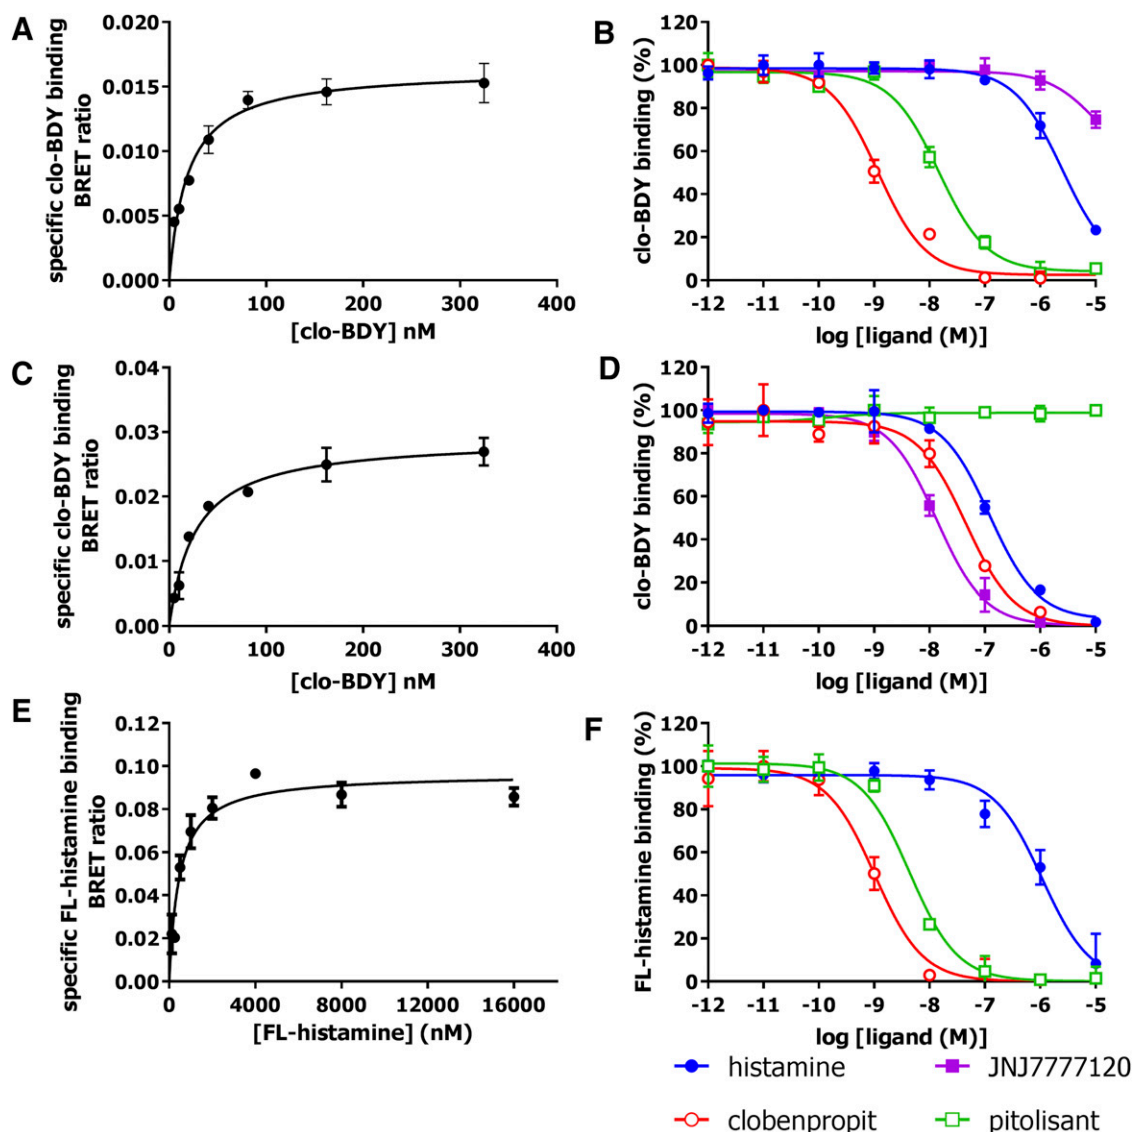 A
specific clo-BDY binding
BRET ratio
0.020
0.015
0.010
0.005
0.000
0 100 200 300 400
[clo-BDY] nM
B
clo-BDY binding (%)
120
100
80
60
40
20
0
-12 -11 -10 -9 -8 -7 -6 -5
log [ligand (M)]
C
specific clo-BDY binding
BRET ratio
0.04
0.03
0.02
0.01
0.00
0 100 200 300 400
[clo-BDY] nM
D
clo-BDY binding (%)
120
100
80
60
40
20
0
-12 -11 -10 -9 -8 -7 -6 -5
log [ligand (M)]
E
specific FL-histamine binding
BRET ratio
0.12
0.10
0.08
0.06
0.04
0.02
0.00
0 4000 8000 12000 16000
[FL-histamine] (nM)
F
FL-histamine binding (%)
120
100
80
60
40
20
0
-12 -11 -10 -9 -8 -7 -6 -5
log [ligand (M)]
histamine
JNJ7777120
clobenpropit
pitolisant